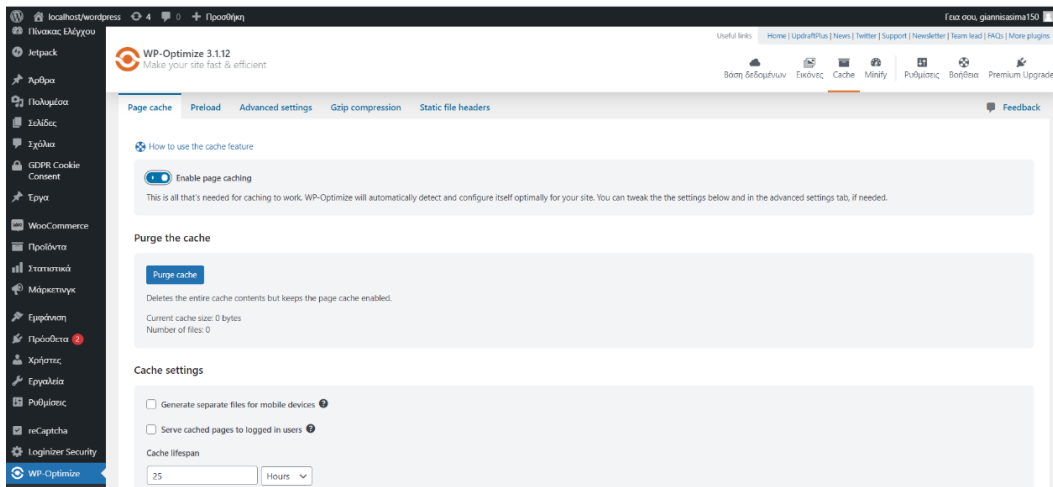 localhost/wordpress 4 0 + Προσθήκη Γεια σου, giannisasima150
Πίνακας Ελέγχου
Jetpack
Άρθρα
Πολυμέσα
Σελίδες
Σχόλια
GDPR Cookie
Consent
Έργα
WooCommerce
Προϊόντα
Στατιστικά
Μάρκετινγκ
Εμφάνιση
Πρόσθετα 2
Χρήστες
Εργαλεία
Ρυθμίσεις
reCaptcha
Loginizer Security
WP-Optimize
Useful links Home | UpdraftPlus | News | Twitter | Support | Newsletter | Team lead | FAQs | More plugins
WP-Optimize 3.1.12
Make your site fast & efficient
Βάση δεδομένων Εικόνες Cache Minify Ρυθμίσεις Βοήθεια Premium Upgrade
Page cache Preload Advanced settings Gzip compression Static file headers Feedback
How to use the cache feature
Enable page caching
This is all that's needed for caching to work. WP-Optimize will automatically detect and configure itself optimally for your site. You can tweak the the settings below and in the advanced settings tab, if needed.
Purge the cache
Purge cache
Deletes the entire cache contents but keeps the page cache enabled.
Current cache size: 0 bytes
Number of files: 0
Cache settings
Generate separate files for mobile devices
Serve cached pages to logged in users
Cache lifespan
25 Hours